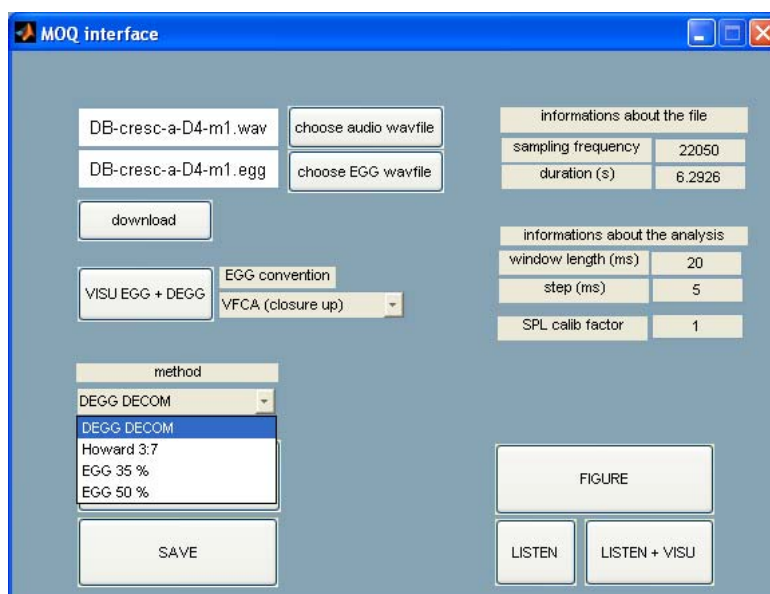 MOQ interface
DB-cresc-a-D4-m1.wav
choose audio wavfile
DB-cresc-a-D4-m1.egg
choose EGG wavfile
download
VISU EGG + DEGG
EGG convention
VFCA (closure up)
method
DEGG DECOM
DEGG DECOM
Howard 3:7
EGG 35 %
EGG 50 %
SAVE
informations about the file
sampling frequency
22050
duration (s)
6.2926
informations about the analysis
window length (ms)
20
step (ms)
5
SPL calib factor
1
FIGURE
LISTEN
LISTEN + VISU